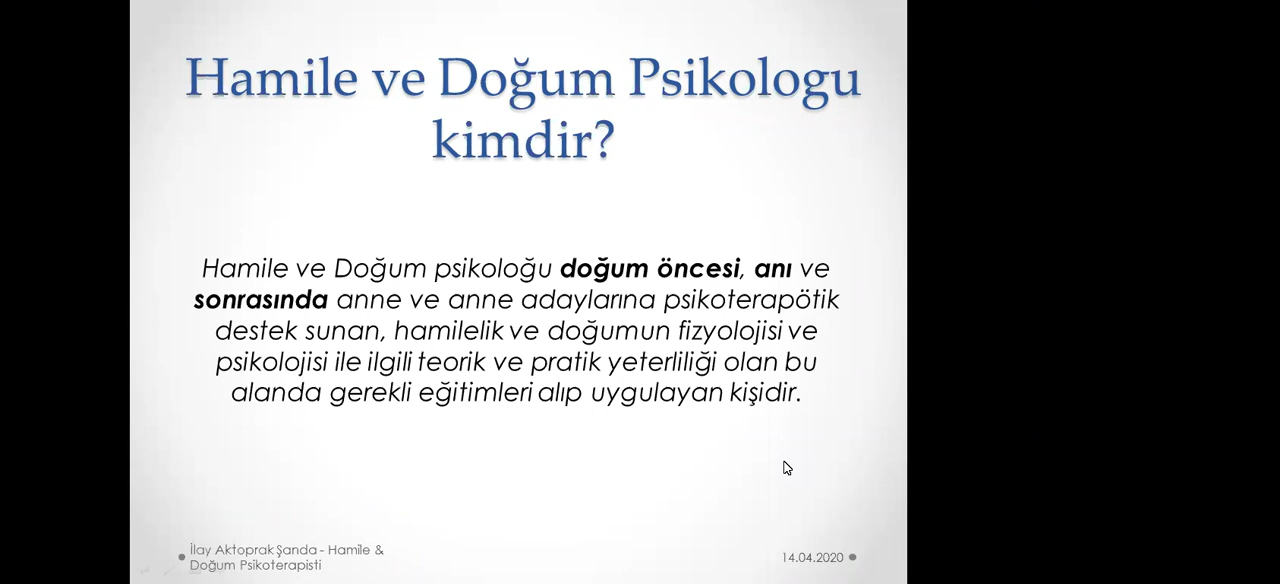 Hamile ve Doğum Psikologu
kimdir?
Hamile ve Doğum psikoloğu doğum öncesi, anı ve
sonrasında anne ve anne adaylarına psikoterapötik
destek sunan, hamilelik ve doğumun fizyolojisi ve
psikolojisi ile ilgili teorik ve pratik yeterliliği olan bu
alanda gerekli eğitimleri alıp uygulayan kişidir.
İlay Aktoprak Şanda - Hamile &
Doğum Psikoterapisti
14.04.2020